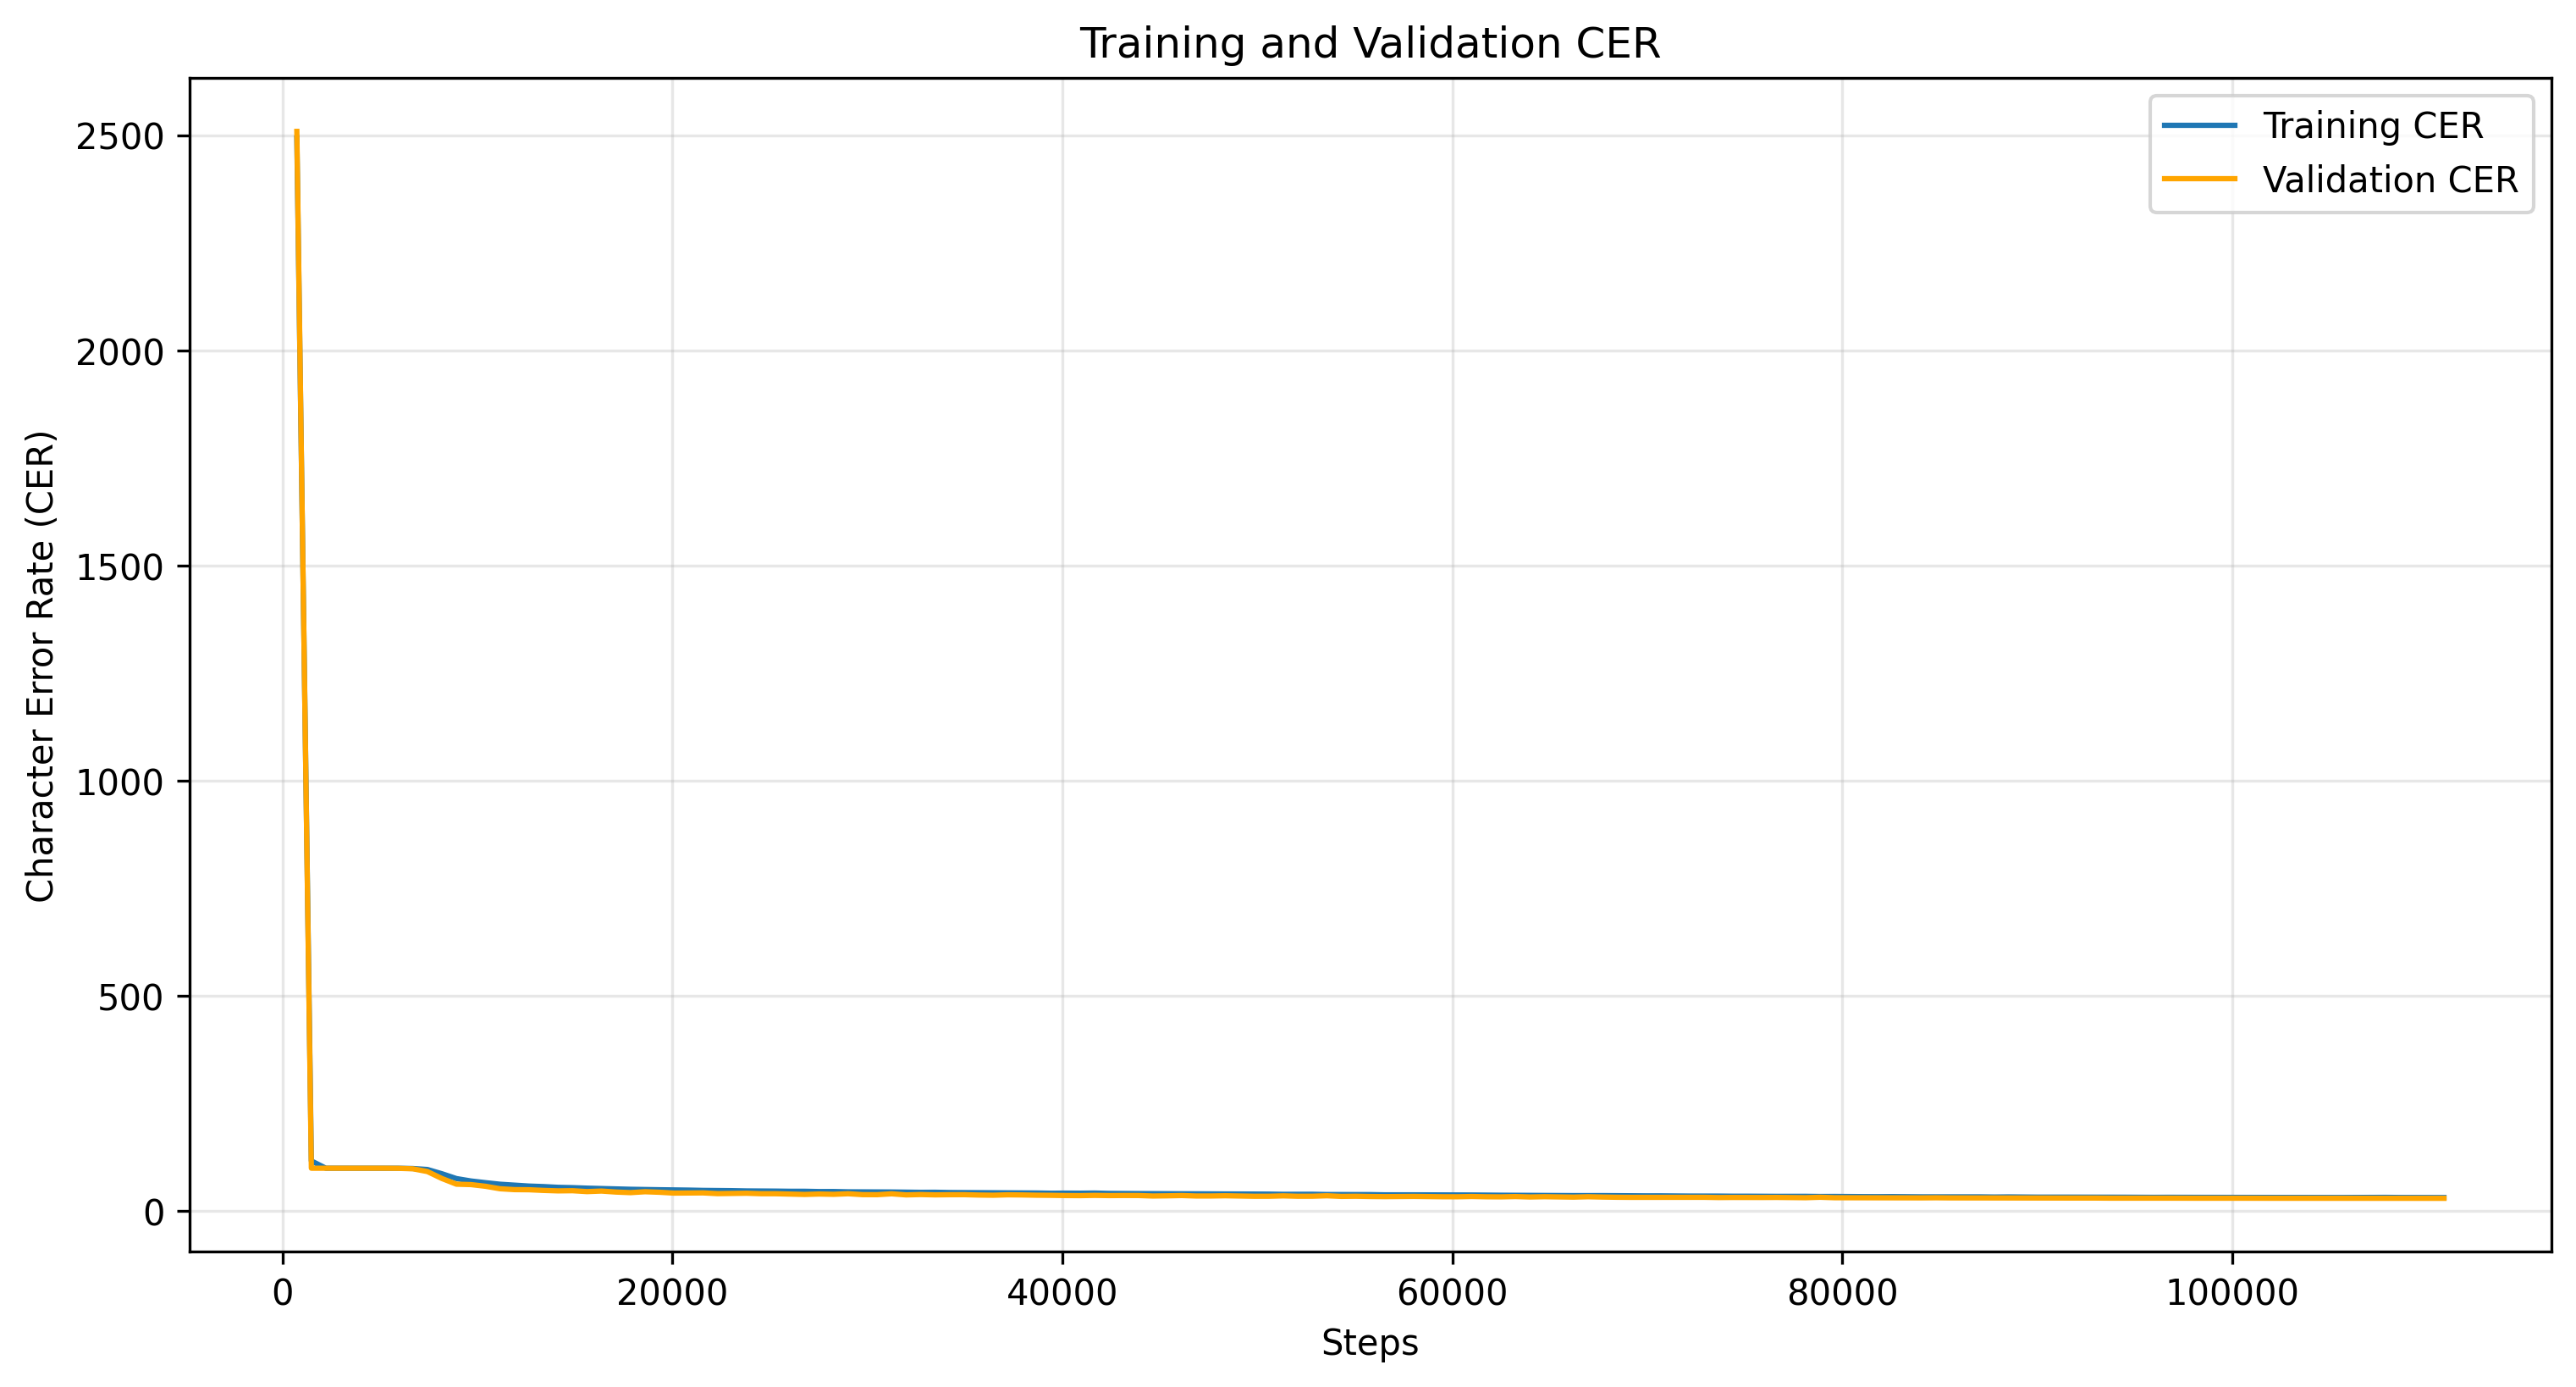 Training and Validation CER
Training CER
Validation CER
Character Error Rate (CER)
2500
2000
1500
1000
500
0
0 20000 40000 60000 80000 100000
Steps